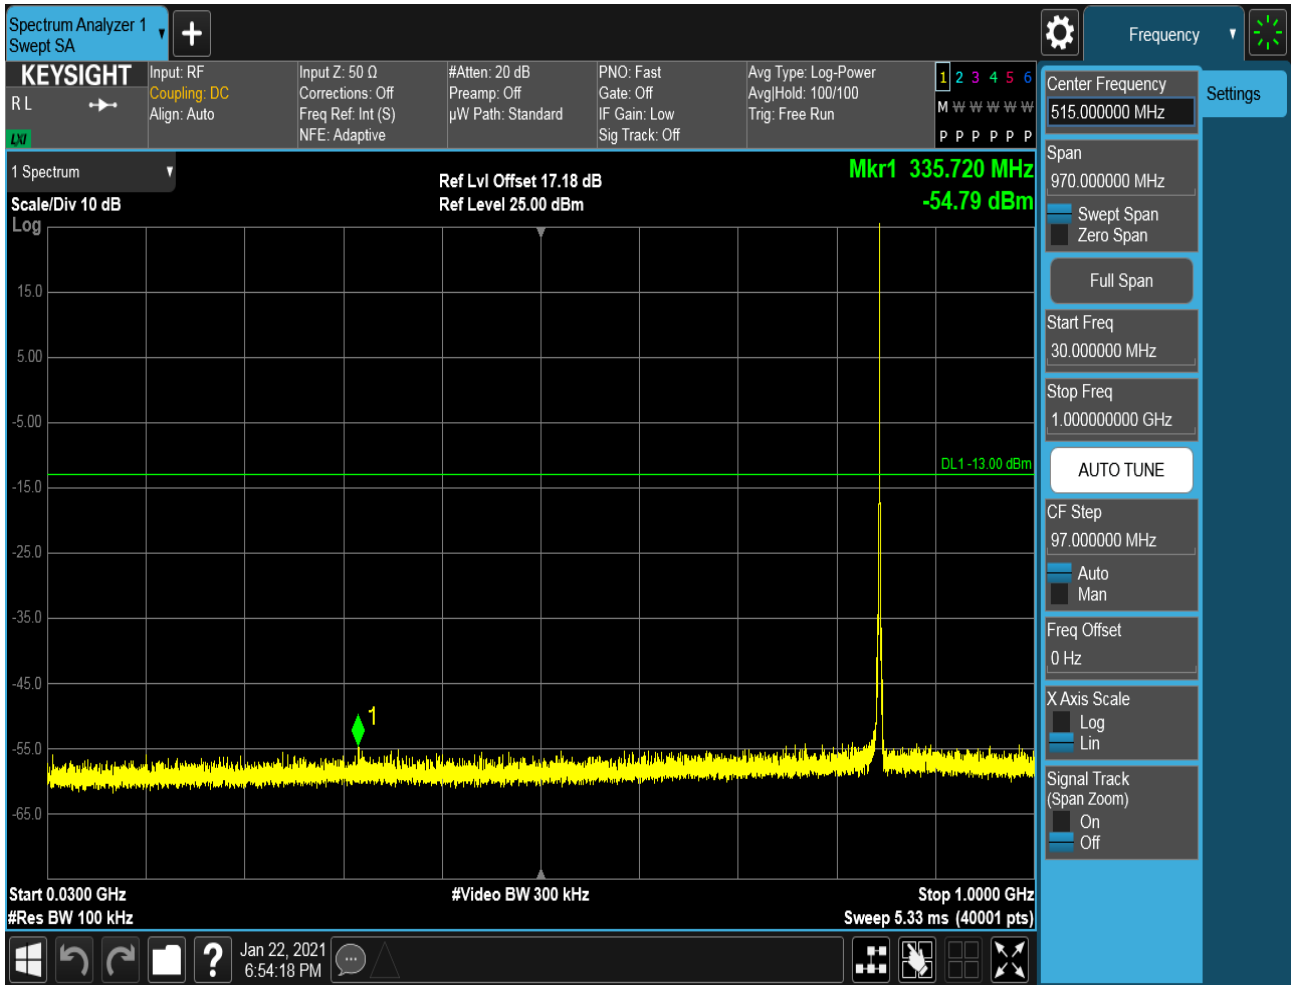 Spectrum Analyzer 1
Swept SA
+
Frequency
KEYSIGHT
R L
LXI
Input: RF
Coupling: DC
Align: Auto
Input Z: 50 Ω
Corrections: Off
Freq Ref: Int (S)
NFE: Adaptive
#Atten: 20 dB
Preamp: Off
µW Path: Standard
PNO: Fast
Gate: Off
IF Gain: Low
Sig Track: Off
Avg Type: Log-Power
Avg|Hold: 100/100
Trig: Free Run
1 2 3 4 5 6
M W W W W W
P P P P P P
1 Spectrum
Scale/Div 10 dB
Log
Ref Lvl Offset 17.18 dB
Ref Level 25.00 dBm
Mkr1 335.720 MHz
-54.79 dBm
15.0
5.00
-5.00
-15.0
-25.0
-35.0
-45.0
-55.0
-65.0
DL1 -13.00 dBm
1
Start 0.0300 GHz
#Res BW 100 kHz
#Video BW 300 kHz
Stop 1.0000 GHz
Sweep 5.33 ms (40001 pts)
Center Frequency
515.000000 MHz
Settings
Span
970.000000 MHz
Swept Span
Zero Span
Full Span
Start Freq
30.000000 MHz
Stop Freq
1.000000000 GHz
AUTO TUNE
CF Step
97.000000 MHz
Auto
Man
Freq Offset
0 Hz
X Axis Scale
Log
Lin
Signal Track
(Span Zoom)
On
Off
?
Jan 22, 2021
6:54:18 PM